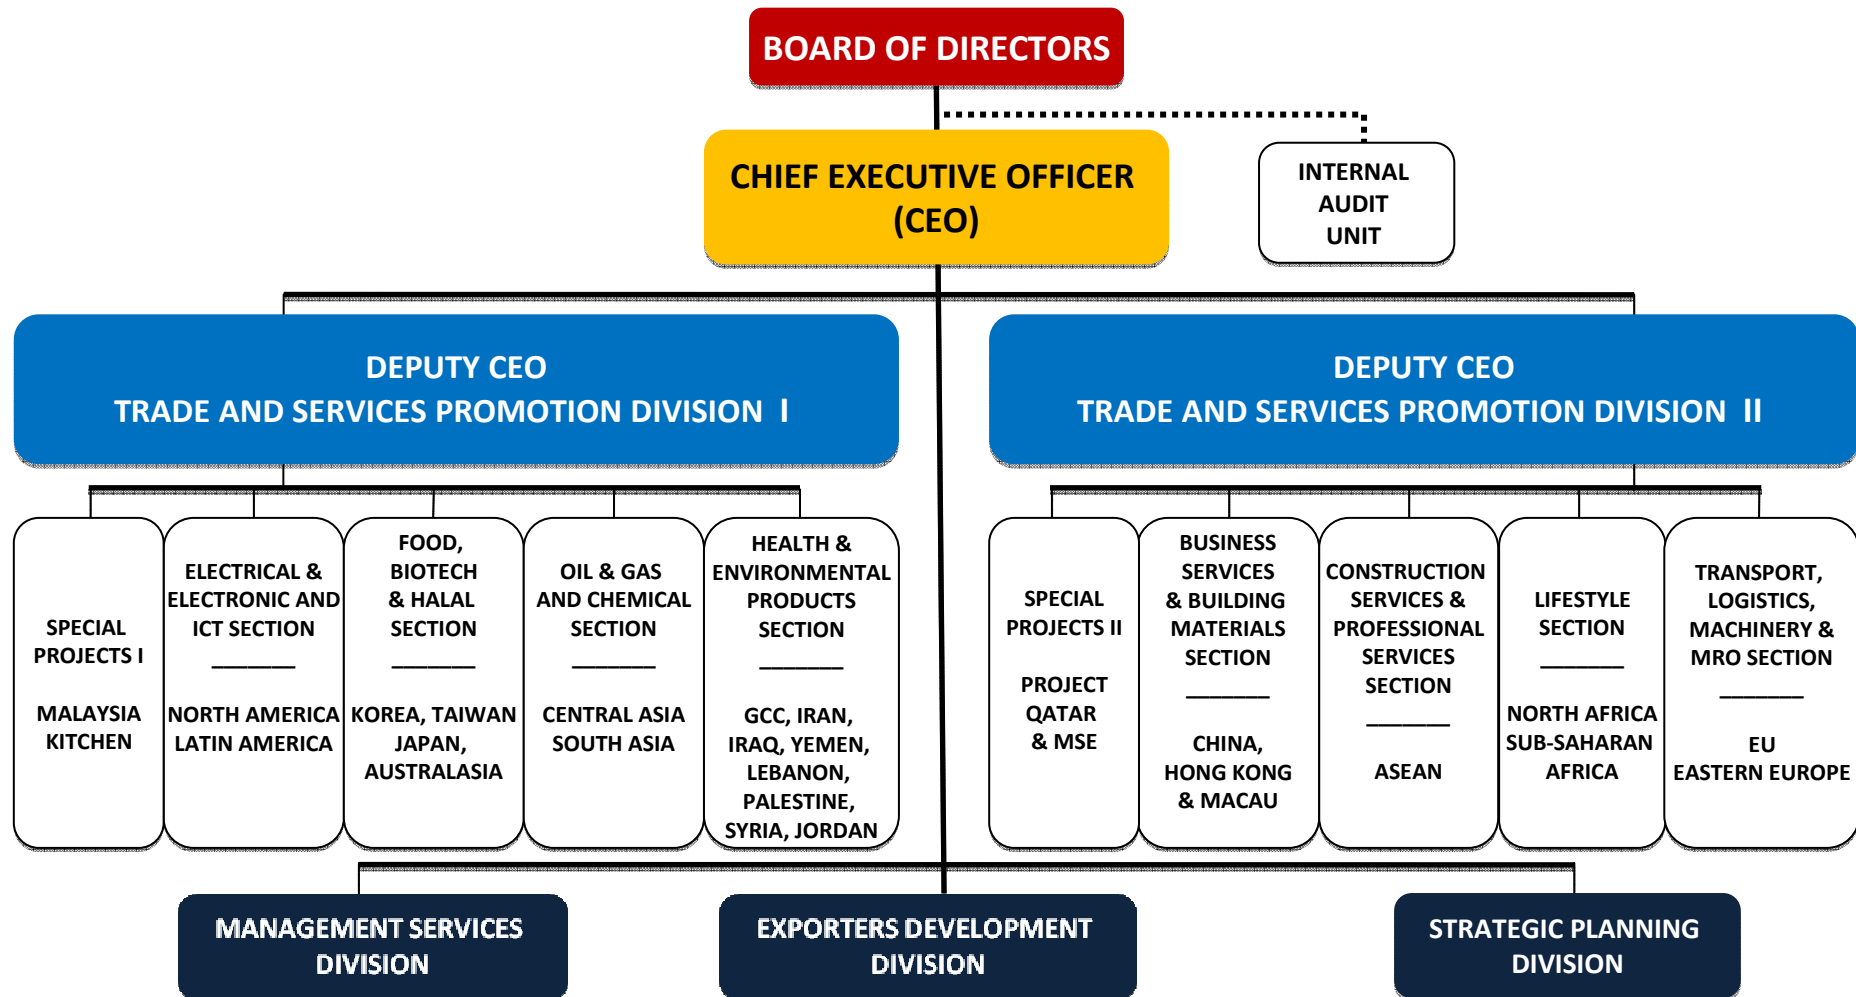 BOARD OF DIRECTORS
CHIEF EXECUTIVE OFFICER
(CEO)
INTERNAL
AUDIT
UNIT
DEPUTY CEO
TRADE AND SERVICES PROMOTION DIVISION I
DEPUTY CEO
TRADE AND SERVICES PROMOTION DIVISION II
SPECIAL
PROJECTS I
MALAYSIA
KITCHEN
ELECTRICAL &
ELECTRONIC AND
ICT SECTION
NORTH AMERICA
LATIN AMERICA
FOOD,
BIOTECH
& HALAL
SECTION
KOREA, TAIWAN
JAPAN,
AUSTRALASIA
OIL & GAS
AND CHEMICAL
SECTION
CENTRAL ASIA
SOUTH ASIA
HEALTH &
ENVIRONMENTAL
PRODUCTS
SECTION
GCC, IRAN,
IRAQ, YEMEN,
LEBANON,
PALESTINE,
SYRIA, JORDAN
SPECIAL
PROJECTS II
PROJECT
QATAR
& MSE
BUSINESS
SERVICES
& BUILDING
MATERIALS
SECTION
CHINA,
HONG KONG
& MACAU
CONSTRUCTION
SERVICES &
PROFESSIONAL
SERVICES
SECTION
ASEAN
LIFESTYLE
SECTION
NORTH AFRICA
SUB-SAHARAN
AFRICA
TRANSPORT,
LOGISTICS,
MACHINERY &
MRO SECTION
EU
EASTERN EUROPE
MANAGEMENT SERVICES
DIVISION
EXPORTERS DEVELOPMENT
DIVISION
STRATEGIC PLANNING
DIVISION